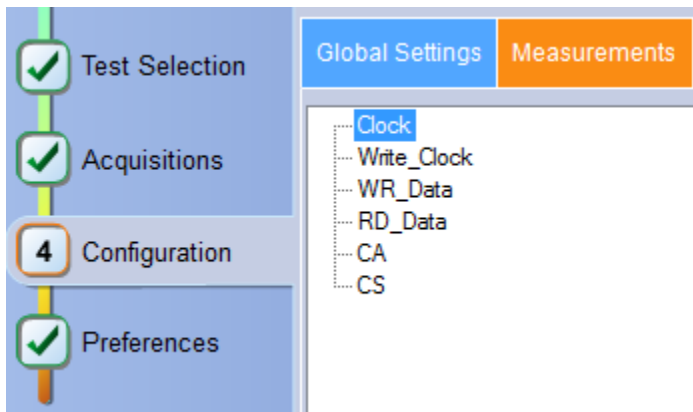 Test Selection
Acquisitions
4 Configuration
Preferences
Global Settings Measurements
Clock
Write_Clock
WR_Data
RD_Data
CA
CS